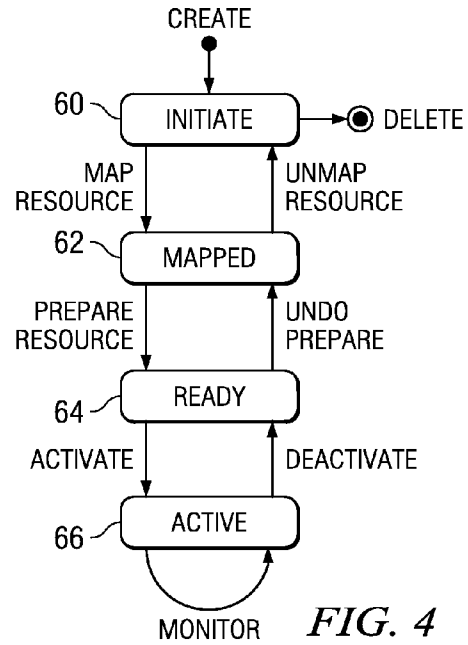 CREATE
60
INITIATE
DELETE
MAP
RESOURCE
UNMAP
RESOURCE
62
MAPPED
PREPARE
RESOURCE
UNDO
PREPARE
64
READY
ACTIVATE
DEACTIVATE
66
ACTIVE
MONITOR
FIG. 4